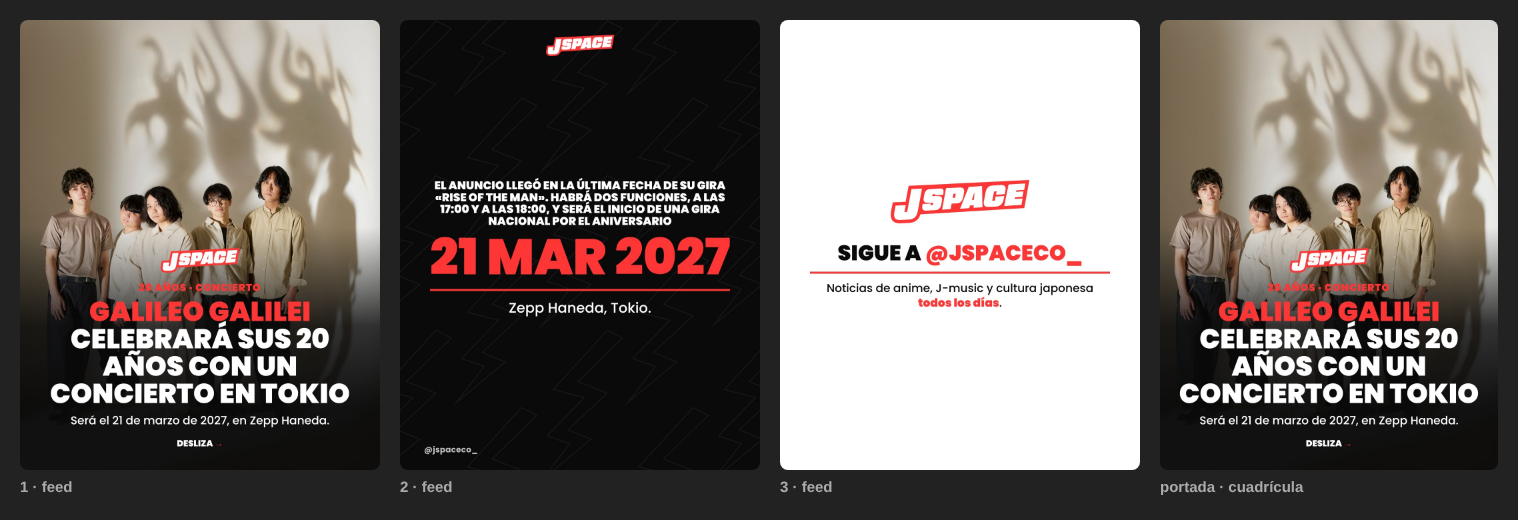 JSPACE
20 AÑOS · CONCIERTO
GALILEO GALILEI
CELEBRARÁ SUS 20
AÑOS CON UN
CONCIERTO EN TOKIO
Será el 21 de marzo de 2027, en Zepp Haneda.
DESLIZA →
1 · feed
JSPACE
EL ANUNCIO LLEGÓ EN LA ÚLTIMA FECHA DE SU GIRA
«RISE OF THE MAN». HABRÁ DOS FUNCIONES, A LAS
17:00 Y A LAS 18:00, Y SERÁ EL INICIO DE UNA GIRA
NACIONAL POR EL ANIVERSARIO
21 MAR 2027
Zepp Haneda, Tokio.
@jspaceco_
2 · feed
JSPACE
SIGUE A @JSPACECO_
Noticias de anime, J-music y cultura japonesa
todos los días.
3 · feed
JSPACE
20 AÑOS · CONCIERTO
GALILEO GALILEI
CELEBRARÁ SUS 20
AÑOS CON UN
CONCIERTO EN TOKIO
Será el 21 de marzo de 2027, en Zepp Haneda.
DESLIZA →
portada · cuadrícula